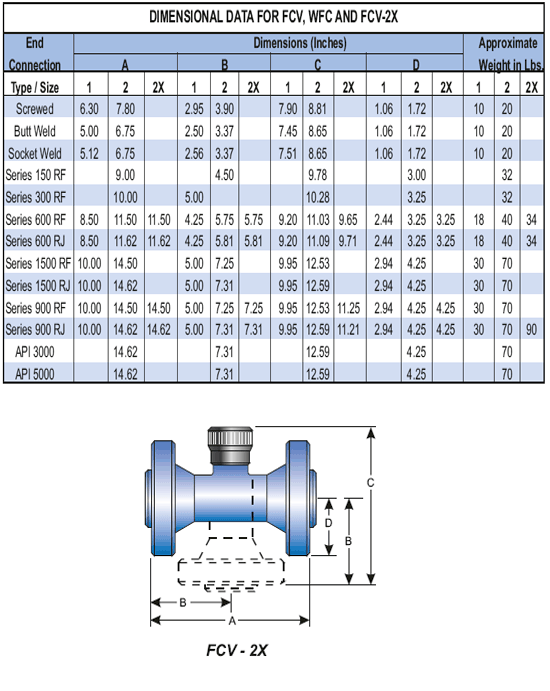 DIMENSIONAL DATA FOR FCV, WFC AND FCV-2X
End Connection Dimensions (Inches) Approximate Weight in Lbs.
A B C D
Type / Size 1 2 2X 1 2 2X 1 2 2X 1 2 2X 1 2 2X
Screwed 6.30 7.80 2.95 3.90 7.90 8.81 1.06 1.72 10 20
Butt Weld 5.00 6.75 2.50 3.37 7.45 8.65 1.06 1.72 10 20
Socket Weld 5.12 6.75 2.56 3.37 7.51 8.65 1.06 1.72 10 20
Series 150 RF 9.00 4.50 9.78 3.00 32
Series 300 RF 10.00 5.00 10.28 3.25 32
Series 600 RF 8.50 11.50 11.50 4.25 5.75 5.75 9.20 11.03 9.65 2.44 3.25 3.25 18 40 34
Series 600 RJ 8.50 11.62 11.62 4.25 5.81 5.81 9.20 11.09 9.71 2.44 3.25 3.25 18 40 34
Series 1500 RF 10.00 14.50 5.00 7.25 9.95 12.53 2.94 4.25 30 70
Series 1500 RJ 10.00 14.62 5.00 7.31 9.95 12.59 2.94 4.25 30 70
Series 900 RF 10.00 14.50 14.50 5.00 7.25 7.25 9.95 12.53 11.25 2.94 4.25 4.25 30 70
Series 900 RJ 10.00 14.62 14.62 5.00 7.31 7.31 9.95 12.59 11.21 2.94 4.25 4.25 30 70 90
API 3000 14.62 7.31 12.59 4.25 70
API 5000 14.62 7.31 12.59 4.25 70
C
D
B
B
A
FCV - 2X